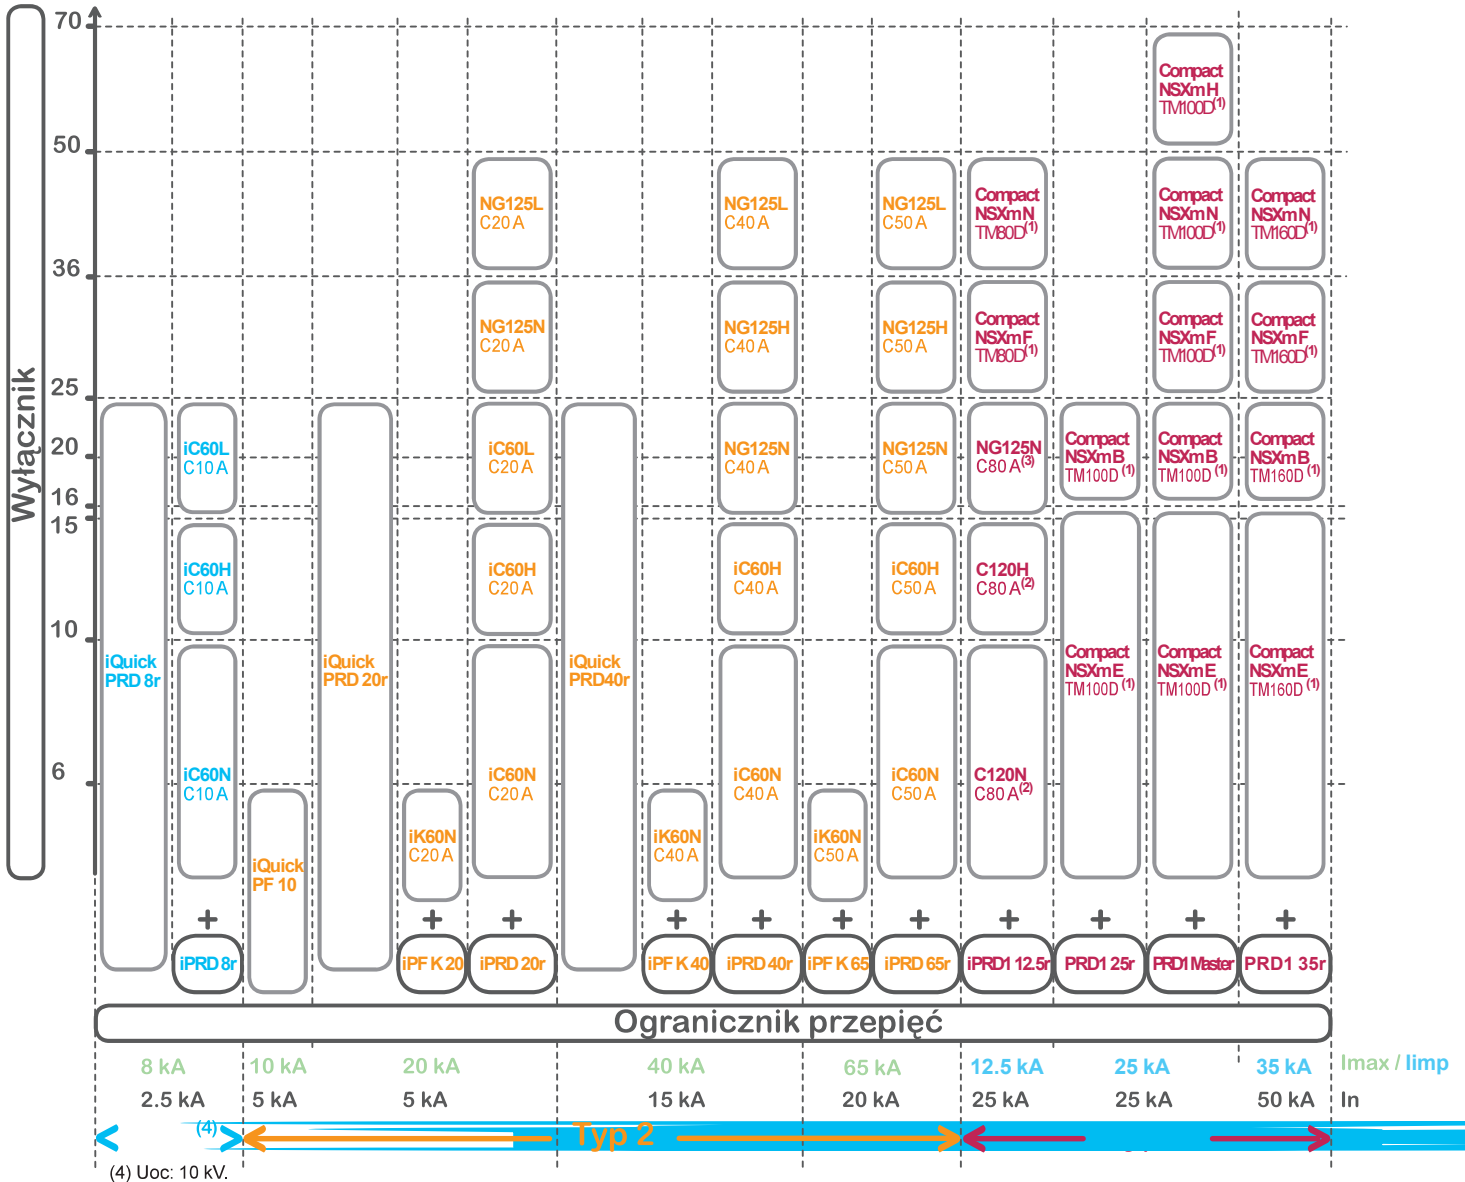 Wyłącznik
70
50
36
25
20
16
15
10
6
Compact
NSXmH
TM100D(1)
NG125L
C20 A
NG125L
C40 A
NG125L
C50 A
Compact
NSXmN
TM80D(1)
Compact
NSXmN
TM100D(1)
Compact
NSXmN
TM160D(1)
NG125N
C20 A
NG125H
C40 A
NG125H
C50 A
Compact
NSXmF
TM80D(1)
Compact
NSXmF
TM100D(1)
Compact
NSXmF
TM160D(1)
iC60L
C10 A
iC60L
C20 A
NG125N
C40 A
NG125N
C50 A
NG125N
C80 A(3)
Compact
NSXmB
TM100D (1)
Compact
NSXmB
TM100D (1)
Compact
NSXmB
TM160D (1)
iC60H
C10 A
iC60H
C20 A
iC60H
C40 A
iC60H
C50 A
C120H
C80 A(2)
iQuick
PRD 8r
iQuick
PRD 20r
iQuick
PRD40r
Compact
NSXmE
TM100D (1)
Compact
NSXmE
TM100D (1)
Compact
NSXmE
TM160D (1)
iC60N
C10 A
iC60N
C20 A
iC60N
C40 A
iC60N
C50 A
C120N
C80 A(2)
iQuick
PF 10
iK60N
C20 A
iK60N
C40 A
iK60N
C50 A
+ + + + + + + + + +
iPRD 8r
iPF K 20
iPRD 20r
iPF K 40
iPRD 40r
iPF K 65
iPRD 65r
iPRD1 12.5r
PRD1 25r
PRD1 Master
PRD1 35r
Ogranicznik przepięć
8 kA 10 kA 20 kA 40 kA 65 kA 12.5 kA 25 kA 35 kA Imax / limp
2.5 kA 5 kA 5 kA 15 kA 20 kA 25 kA 25 kA 50 kA In
(4) Typ 2
(4) Uoc: 10 kV.